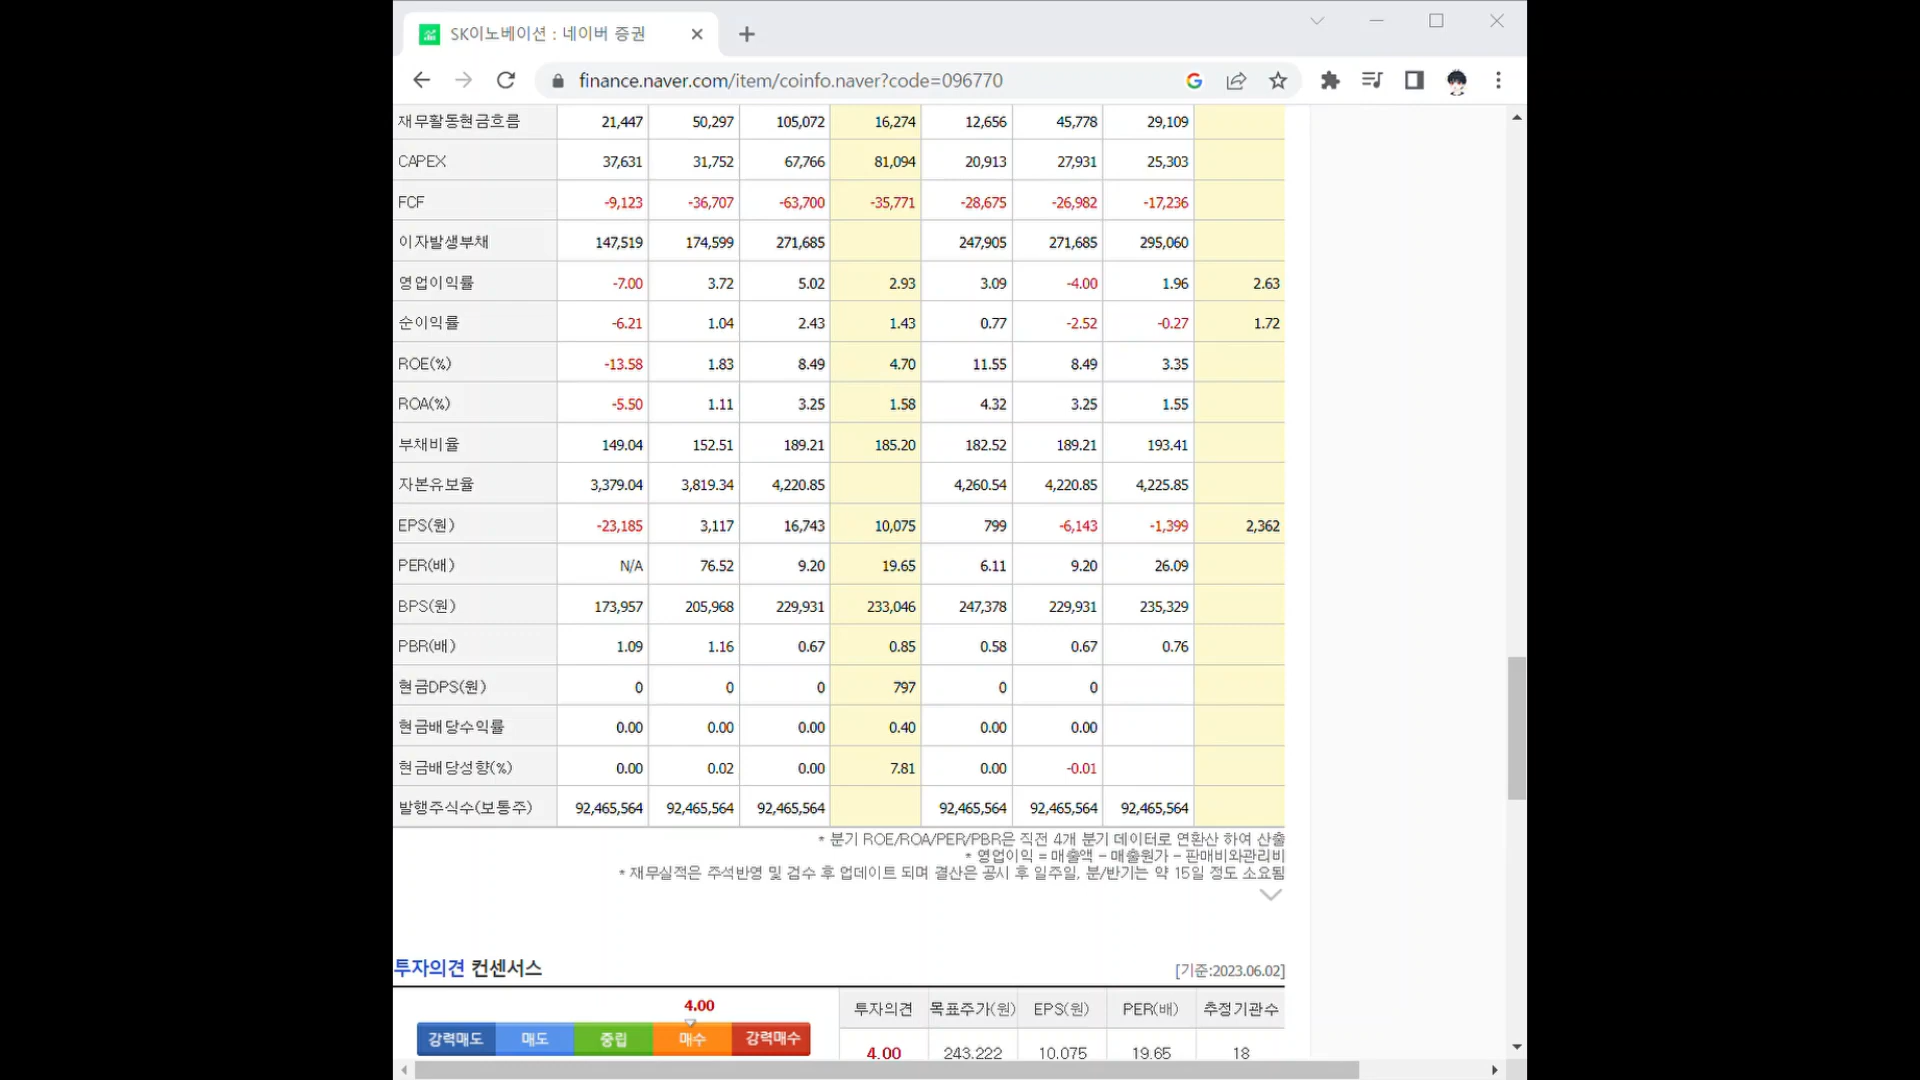 SK이노베이션 : 네이버 증권
finance.naver.com/item/coinfo.naver?code=096770
재무활동현금흐름 21,447 50,297 105,072 16,274 12,656 45,778 29,109
CAPEX 37,631 31,752 67,766 81,094 20,913 27,931 25,303
FCF -9,123 -36,707 -63,700 -35,771 -28,675 -26,982 -17,236
이자발생부채 147,519 174,599 271,685 247,905 271,685 295,060
영업이익률 -7.00 3.72 5.02 2.93 3.09 -4.00 1.96 2.63
순이익률 -6.21 1.04 2.43 1.43 0.77 -2.52 -0.27 1.72
ROE(%) -13.58 1.83 8.49 4.70 11.55 8.49 3.35
ROA(%) -5.50 1.11 3.25 1.58 4.32 3.25 1.55
부채비율 149.04 152.51 189.21 185.20 182.52 189.21 193.41
자본유보율 3,379.04 3,819.34 4,220.85 4,260.54 4,220.85 4,225.85
EPS(원) -23,185 3,117 16,743 10,075 799 -6,143 -1,399 2,362
PER(배) N/A 76.52 9.20 19.65 6.11 9.20 26.09
BPS(원) 173,957 205,968 229,931 233,046 247,378 229,931 235,329
PBR(배) 1.09 1.16 0.67 0.85 0.58 0.67 0.76
현금DPS(원) 0 0 0 797 0 0
현금배당수익률 0.00 0.00 0.00 0.40 0.00 0.00
현금배당성향(%) 0.00 0.02 0.00 7.81 0.00 -0.01
발행주식수(보통주) 92,465,564 92,465,564 92,465,564 92,465,564 92,465,564 92,465,564
* 분기 ROE/ROA/PER/PBR은 직전 4개 분기 데이터로 연환산 하여 산출
* 영업이익 = 매출액 - 매출원가 - 판매비와관리비
* 재무실적은 주석반영 및 검수 후 업데이트 되며 결산은 공시 후 일주일, 분/반기는 약 15일 정도 소요됨
투자의견 컨센서스 [기준:2023.06.02]
4.00
강력매도 매도 중립 매수 강력매수
투자의견 목표주가(원) EPS(원) PER(배) 추정기관수
4.00 243,222 10,075 19.65 18